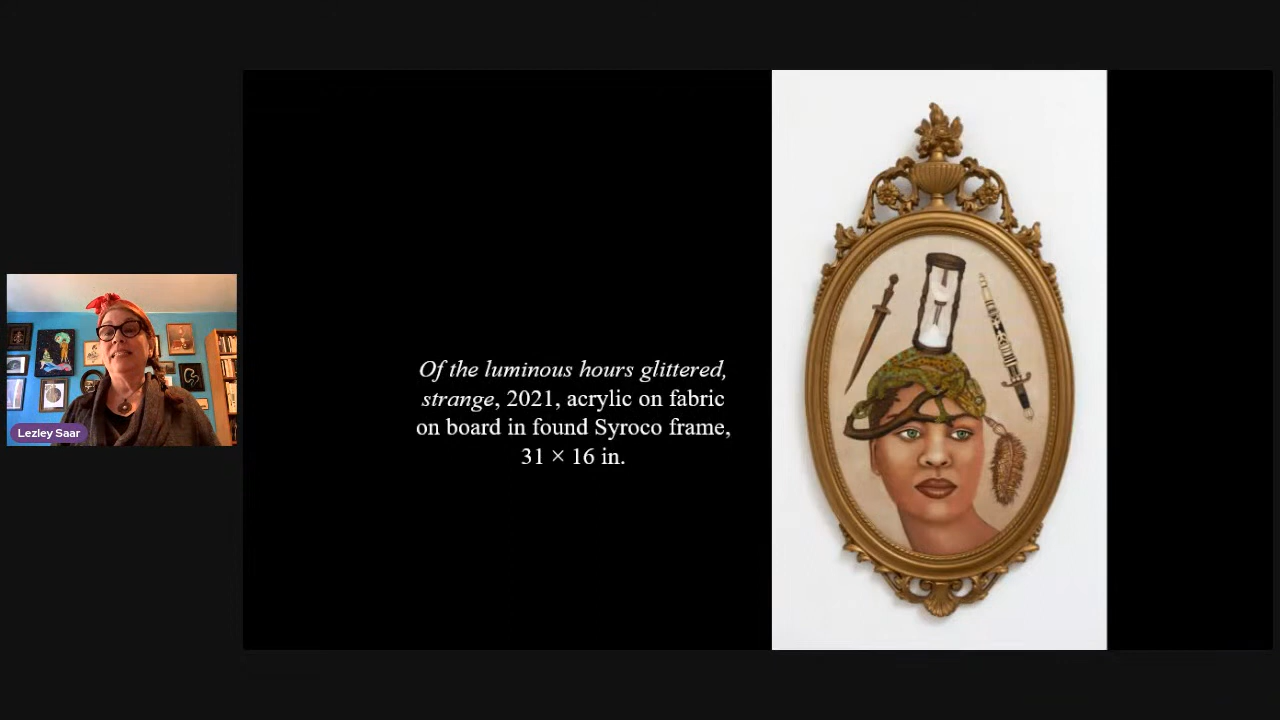 Of the luminous hours glittered,
strange, 2021, acrylic on fabric
on board in found Syroco frame,
31 × 16 in.
Lezley Saar